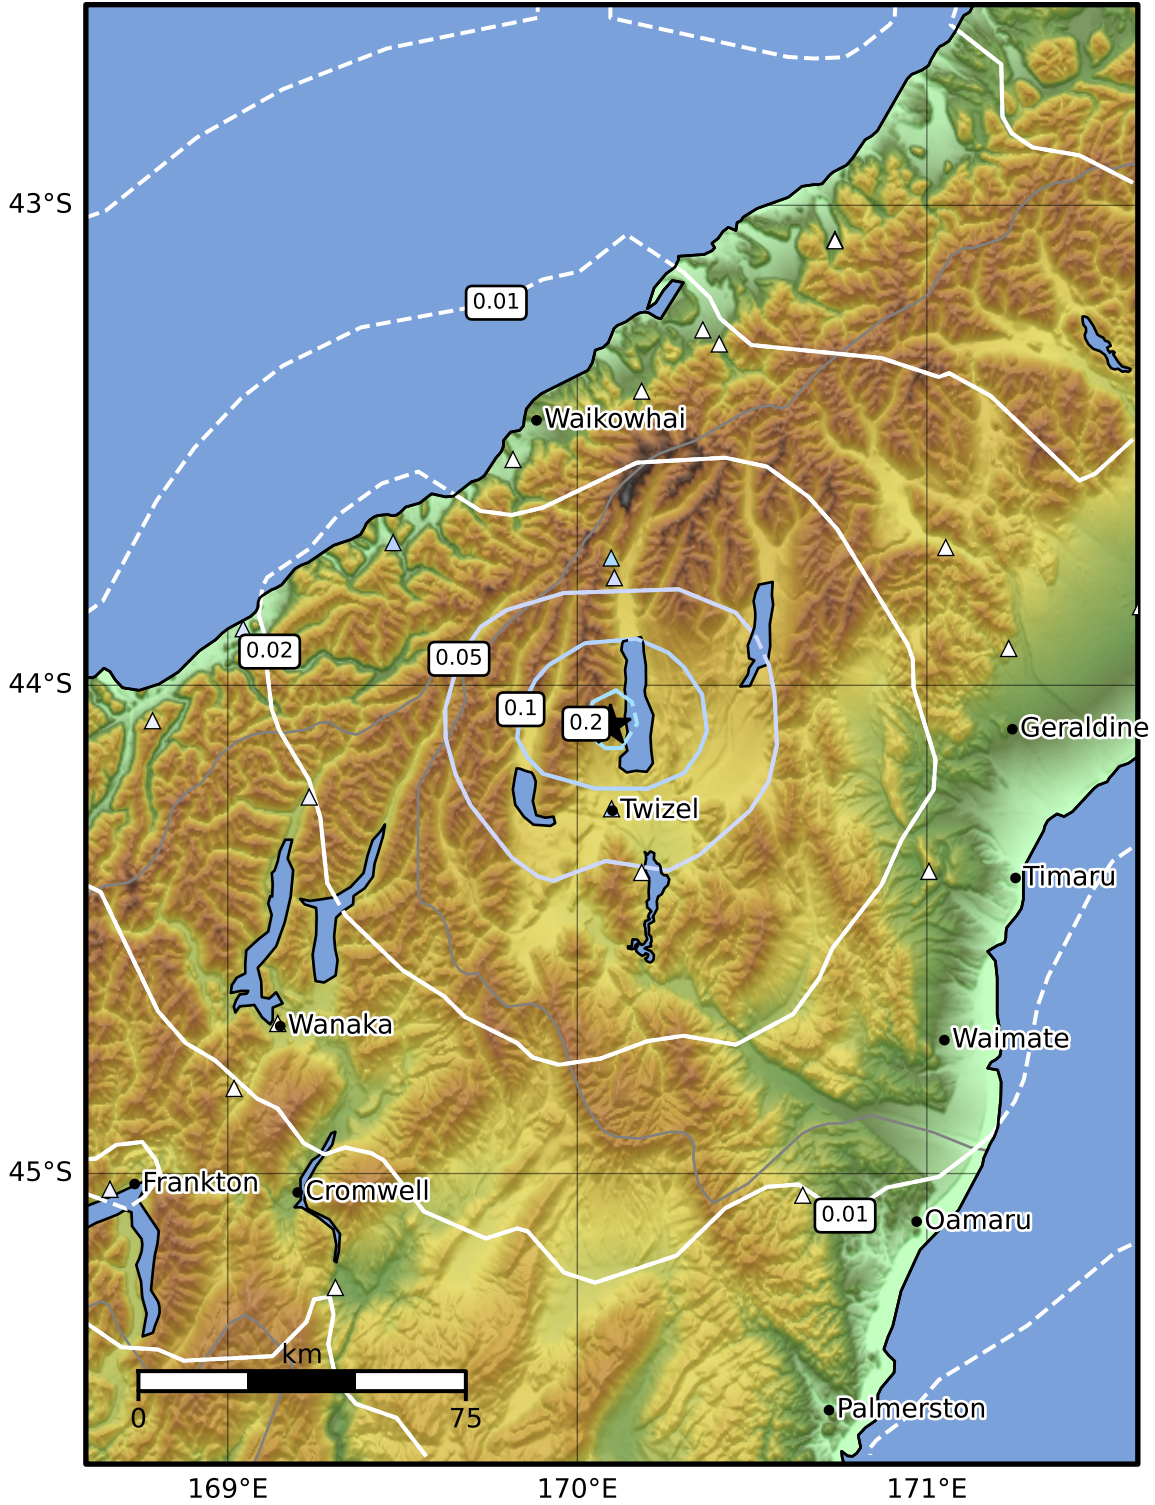 43°S
0.01
Waikowhai
0.02
0.05
44°S
0.1
0.2
Geraldine
Twizel
Timaru
Wanaka
Waimate
45°S
Frankton
Cromwell
0.01
Oamaru
km
0 75
Palmerston
169°E 170°E 171°E